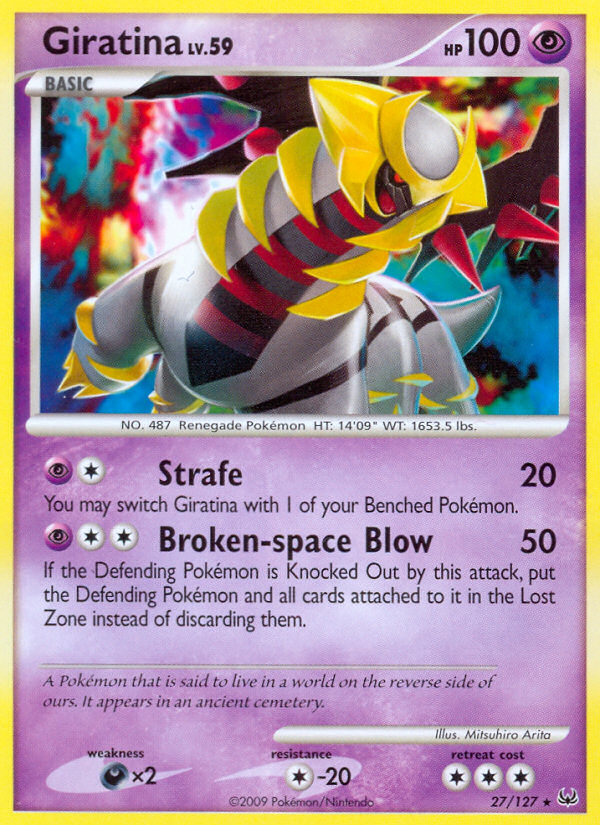 Giratina LV.59 HP 100
BASIC
NO. 487 Renegade Pokémon HT: 14'09" WT: 1653.5 lbs.
Strafe 20
You may switch Giratina with 1 of your Benched Pokémon.
Broken-space Blow 50
If the Defending Pokémon is Knocked Out by this attack, put
the Defending Pokémon and all cards attached to it in the Lost
Zone instead of discarding them.
A Pokémon that is said to live in a world on the reverse side of
ours. It appears in an ancient cemetery.
Illus. Mitsuhiro Arita
weakness resistance retreat cost
×2 -20
©2009 Pokémon/Nintendo 27/127 ★